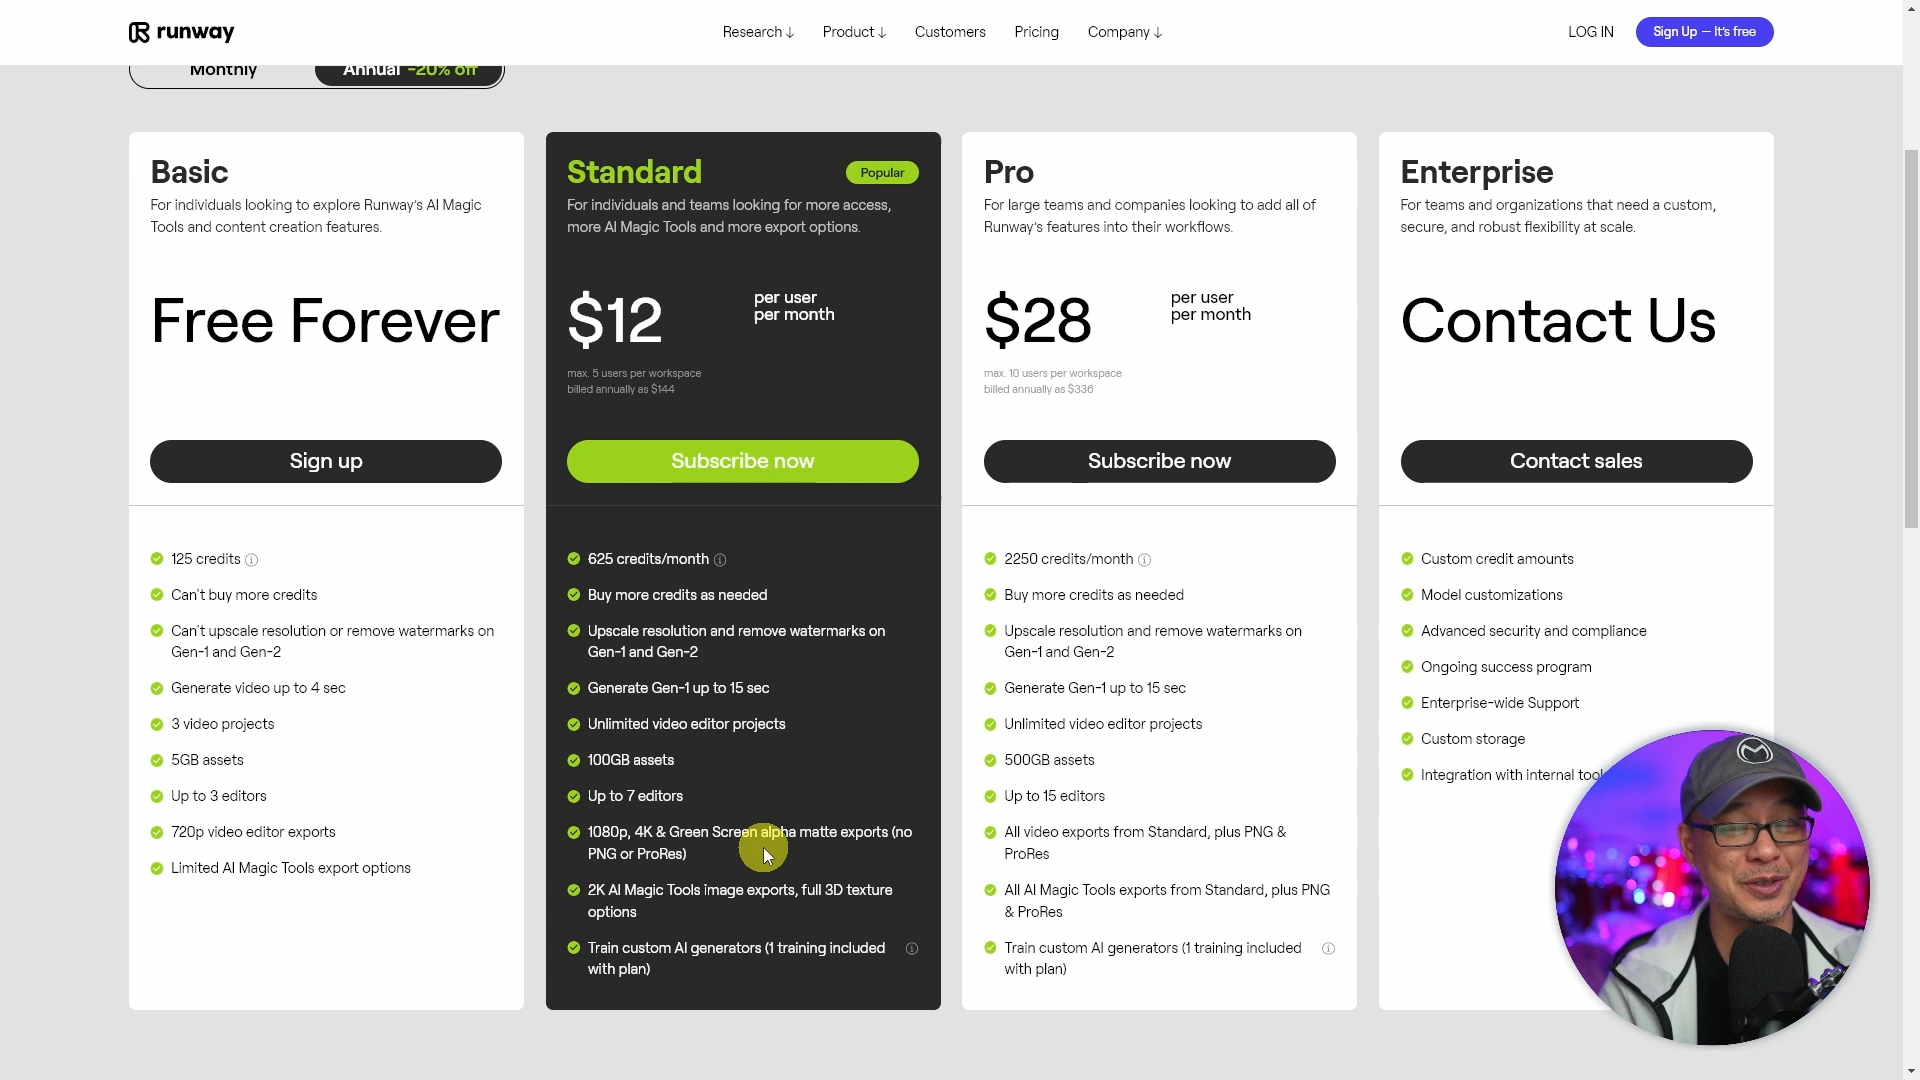 runway
Research ↓
Product ↓
Customers
Pricing
Company ↓
LOG IN
Sign Up — It's free
Monthly
Annual -20% off
Basic
For individuals looking to explore Runway's AI Magic
Tools and content creation features.
Free Forever
Sign up
125 credits
Can't buy more credits
Can't upscale resolution or remove watermarks on
Gen-1 and Gen-2
Generate video up to 4 sec
3 video projects
5GB assets
Up to 3 editors
720p video editor exports
Limited AI Magic Tools export options
Standard
Popular
For individuals and teams looking for more access,
more AI Magic Tools and more export options.
$12
per user
per month
max. 5 users per workspace
billed annually as $144
Subscribe now
625 credits/month
Buy more credits as needed
Upscale resolution and remove watermarks on
Gen-1 and Gen-2
Generate Gen-1 up to 15 sec
Unlimited video editor projects
100GB assets
Up to 7 editors
1080p, 4K & Green Screen alpha matte exports (no
PNG or ProRes)
2K AI Magic Tools image exports, full 3D texture
options
Train custom AI generators (1 training included
with plan)
Pro
For large teams and companies looking to add all of
Runway's features into their workflows.
$28
per user
per month
max. 10 users per workspace
billed annually as $336
Subscribe now
2250 credits/month
Buy more credits as needed
Upscale resolution and remove watermarks on
Gen-1 and Gen-2
Generate Gen-1 up to 15 sec
Unlimited video editor projects
500GB assets
Up to 15 editors
All video exports from Standard, plus PNG &
ProRes
All AI Magic Tools exports from Standard, plus PNG
& ProRes
Train custom AI generators (1 training included
with plan)
Enterprise
For teams and organizations that need a custom,
secure, and robust flexibility at scale.
Contact Us
Contact sales
Custom credit amounts
Model customizations
Advanced security and compliance
Ongoing success program
Enterprise-wide Support
Custom storage
Integration with internal tool